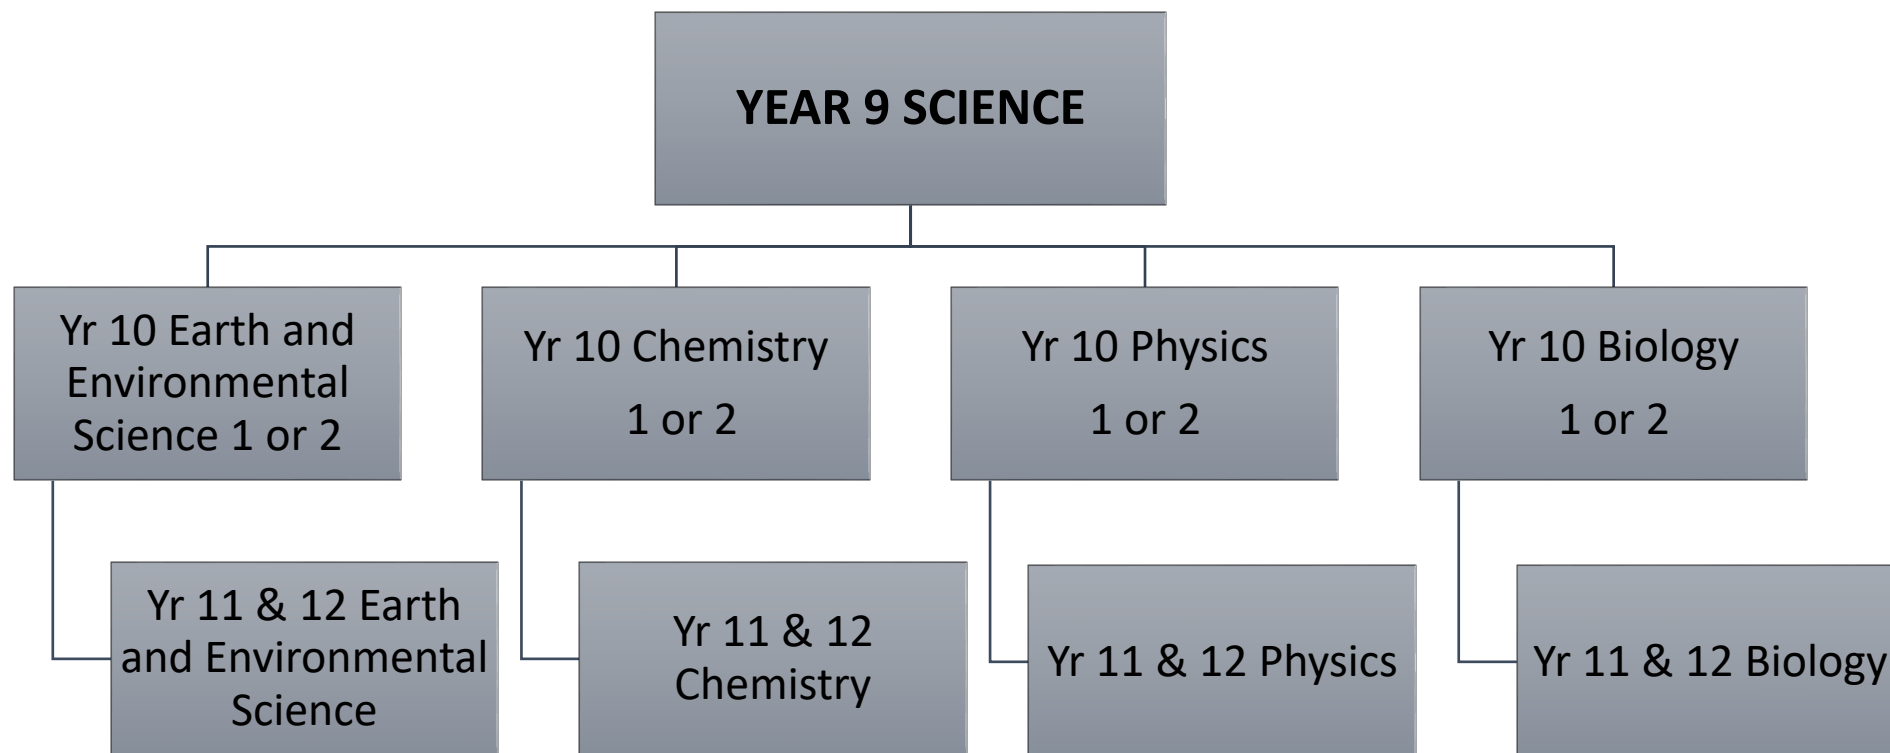 YEAR 9 SCIENCE
Yr 10 Earth and
Environmental
Science 1 or 2
Yr 10 Chemistry
1 or 2
Yr 10 Physics
1 or 2
Yr 10 Biology
1 or 2
Yr 11 & 12 Earth
and Environmental
Science
Yr 11 & 12
Chemistry
Yr 11 & 12 Physics
Yr 11 & 12 Biology